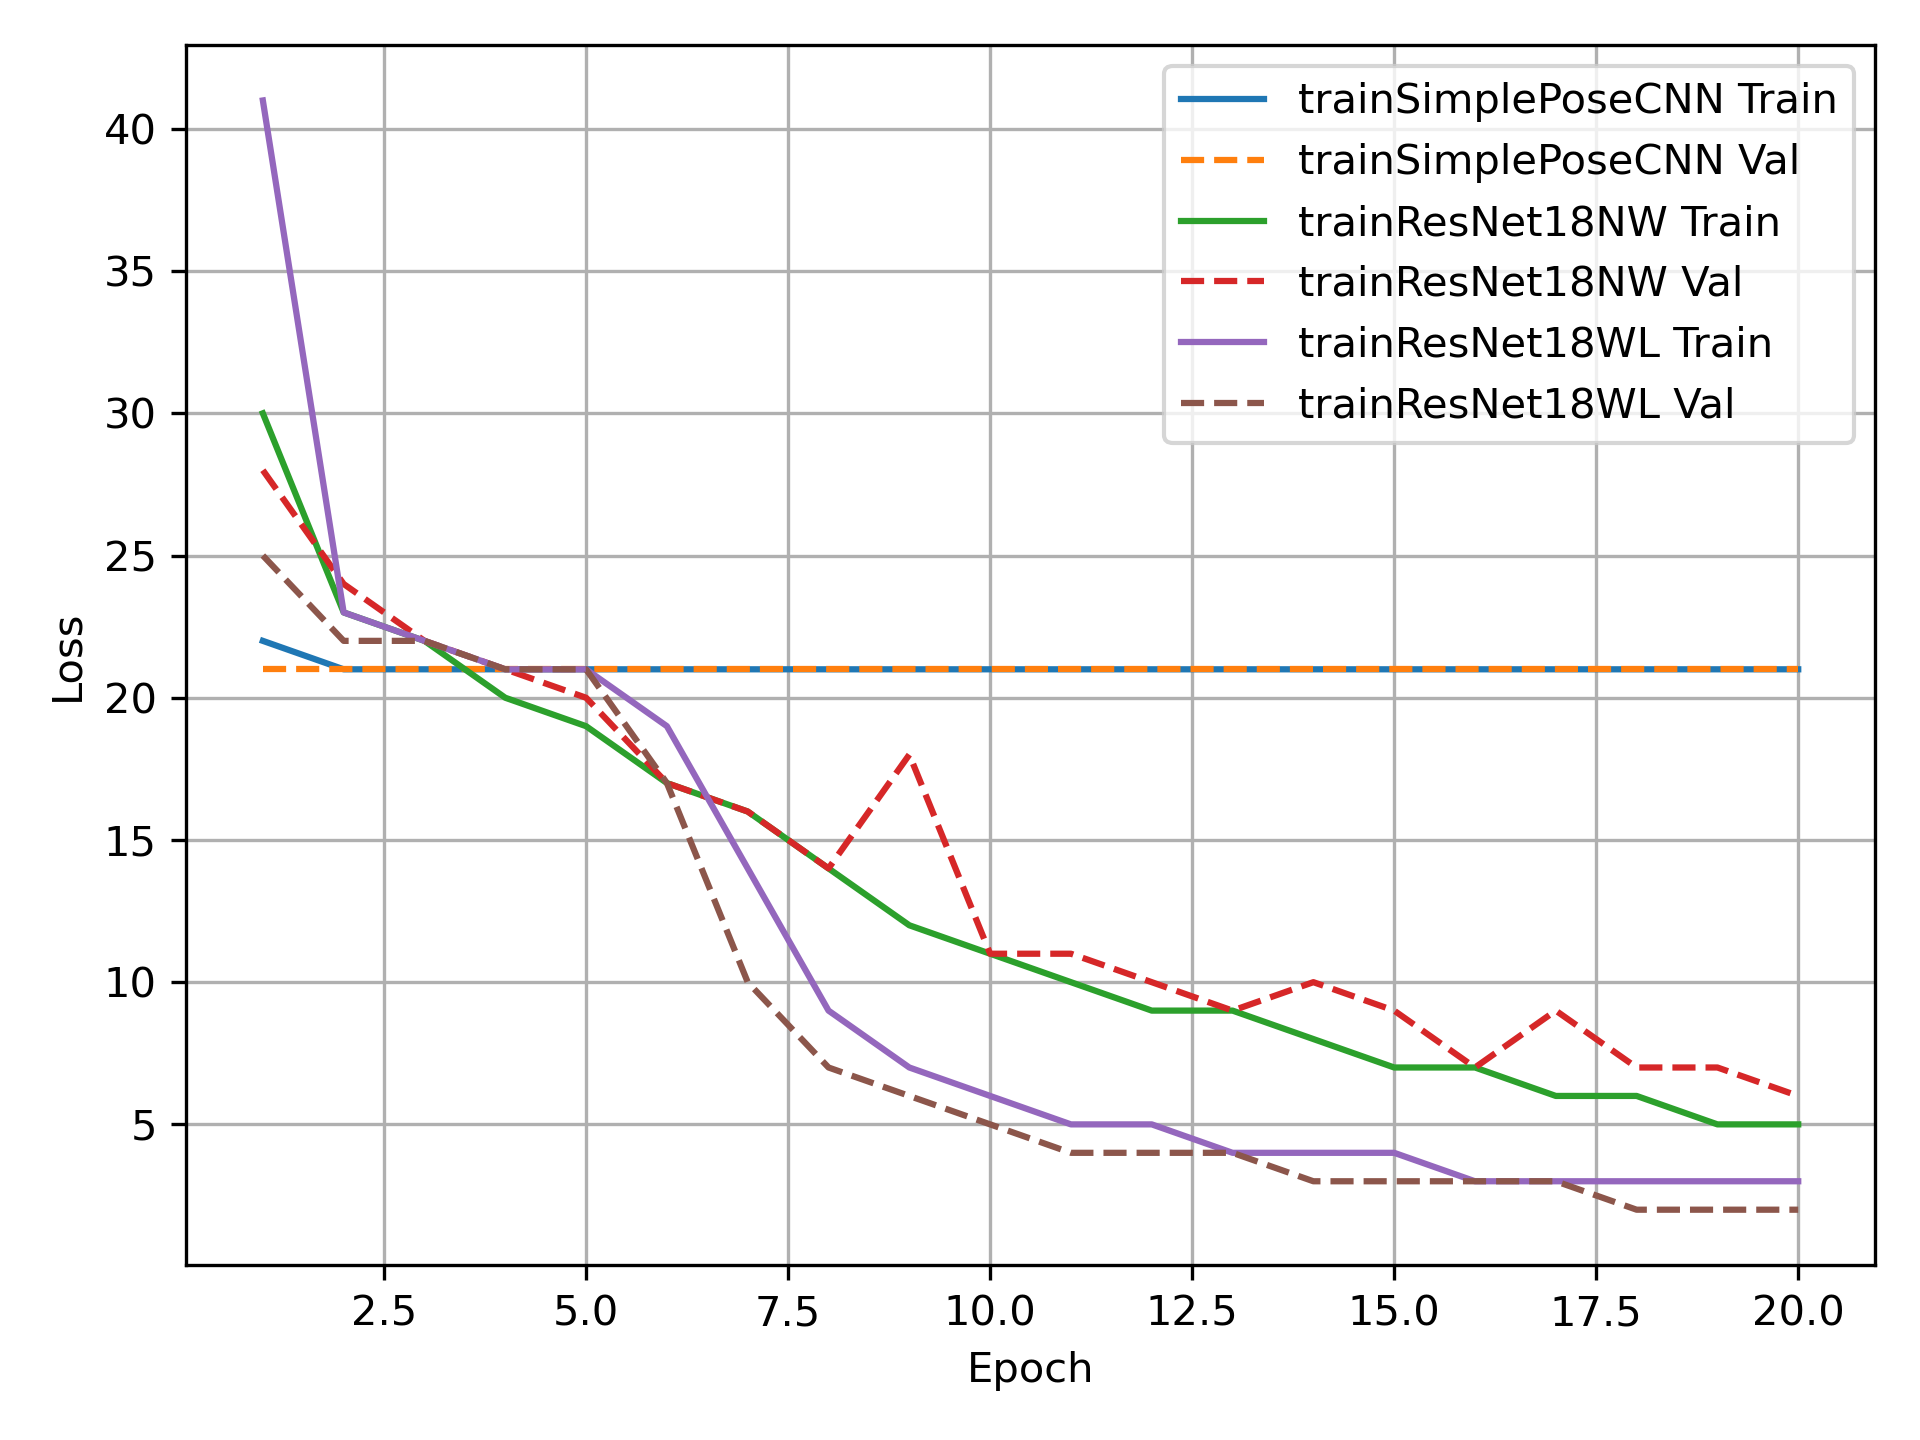 trainSimplePoseCNN Train
trainSimplePoseCNN Val
trainResNet18NW Train
trainResNet18NW Val
trainResNet18WL Train
trainResNet18WL Val
40
35
30
25
20
15
10
5
Loss
2.5 5.0 7.5 10.0 12.5 15.0 17.5 20.0
Epoch